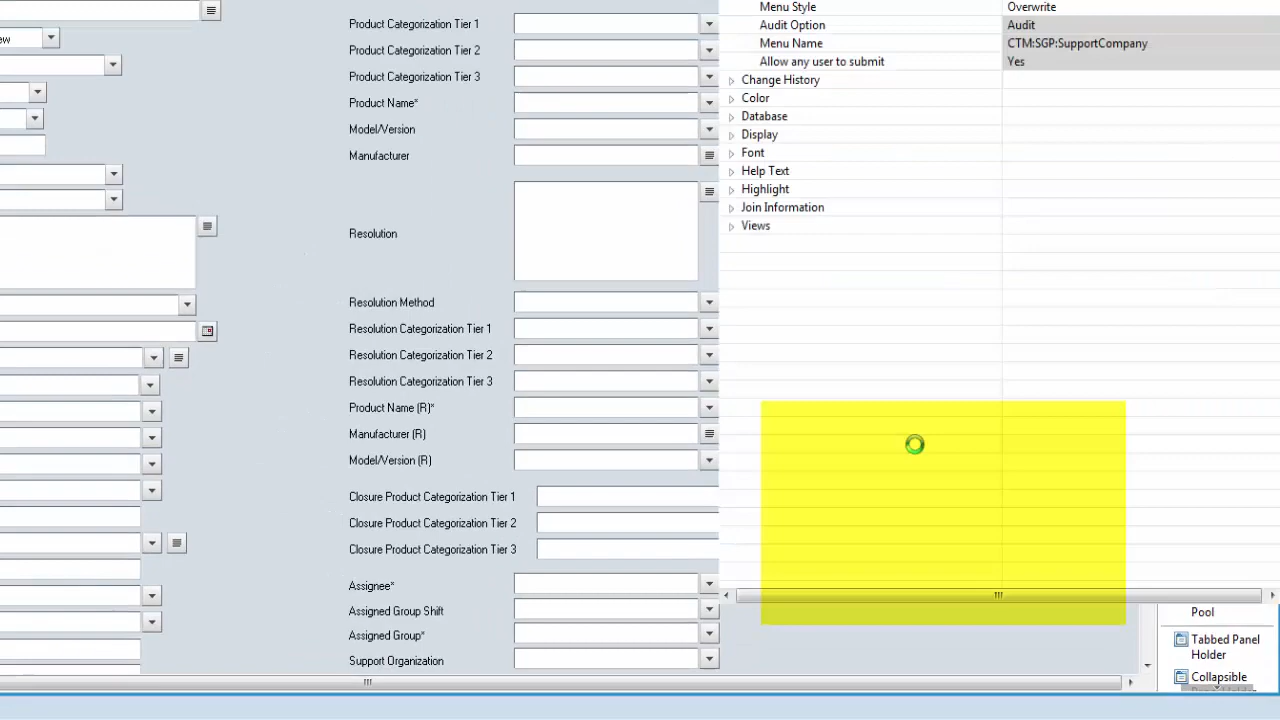 ew
Product Categorization Tier 1
Product Categorization Tier 2
Product Categorization Tier 3
Product Name*
Model/Version
Manufacturer
Resolution
Resolution Method
Resolution Categorization Tier 1
Resolution Categorization Tier 2
Resolution Categorization Tier 3
Product Name (R)*
Manufacturer (R)
Model/Version (R)
Closure Product Categorization Tier 1
Closure Product Categorization Tier 2
Closure Product Categorization Tier 3
Assignee*
Assigned Group Shift
Assigned Group*
Support Organization
Menu Style Overwrite
Audit Option Audit
Menu Name CTM:SGP:SupportCompany
Allow any user to submit Yes
Change History
Color
Database
Display
Font
Help Text
Highlight
Join Information
Views
Pool
Tabbed Panel
Holder
Collapsible